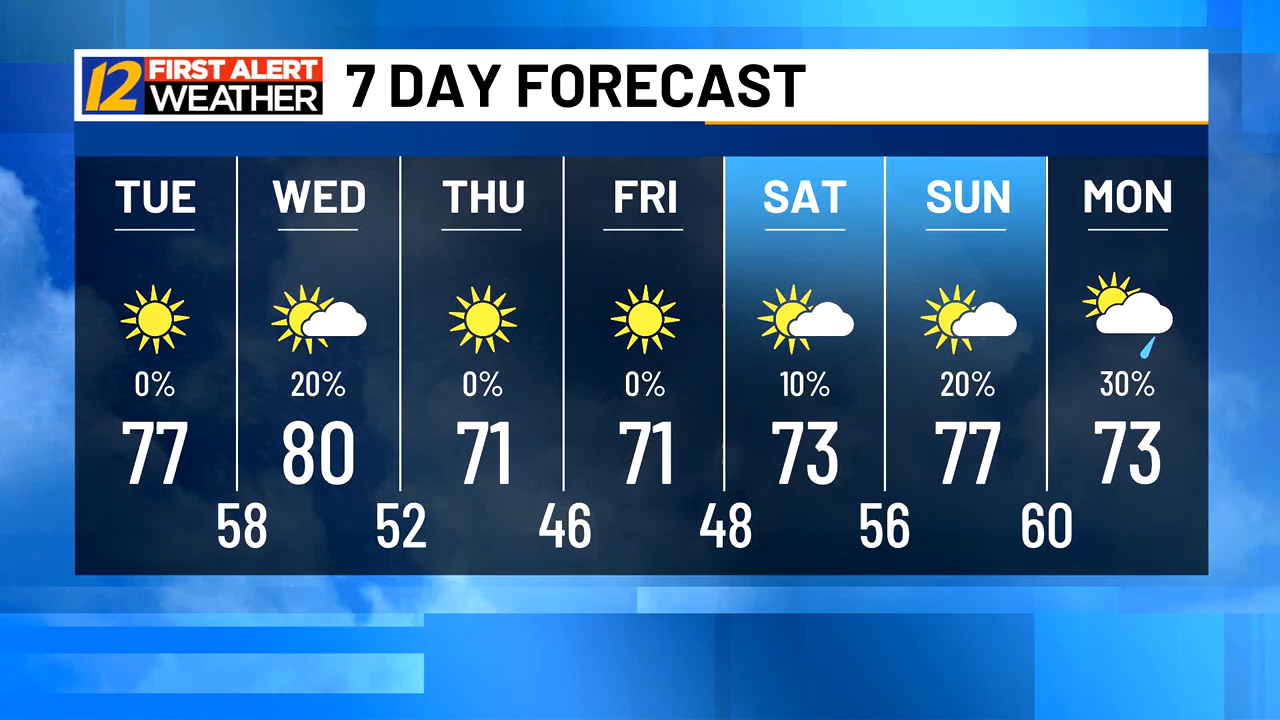 12 FIRST ALERT WEATHER 7 DAY FORECAST
TUE WED THU FRI SAT SUN MON
0% 20% 0% 0% 10% 20% 30%
77 80 71 71 73 77 73
58 52 46 48 56 60